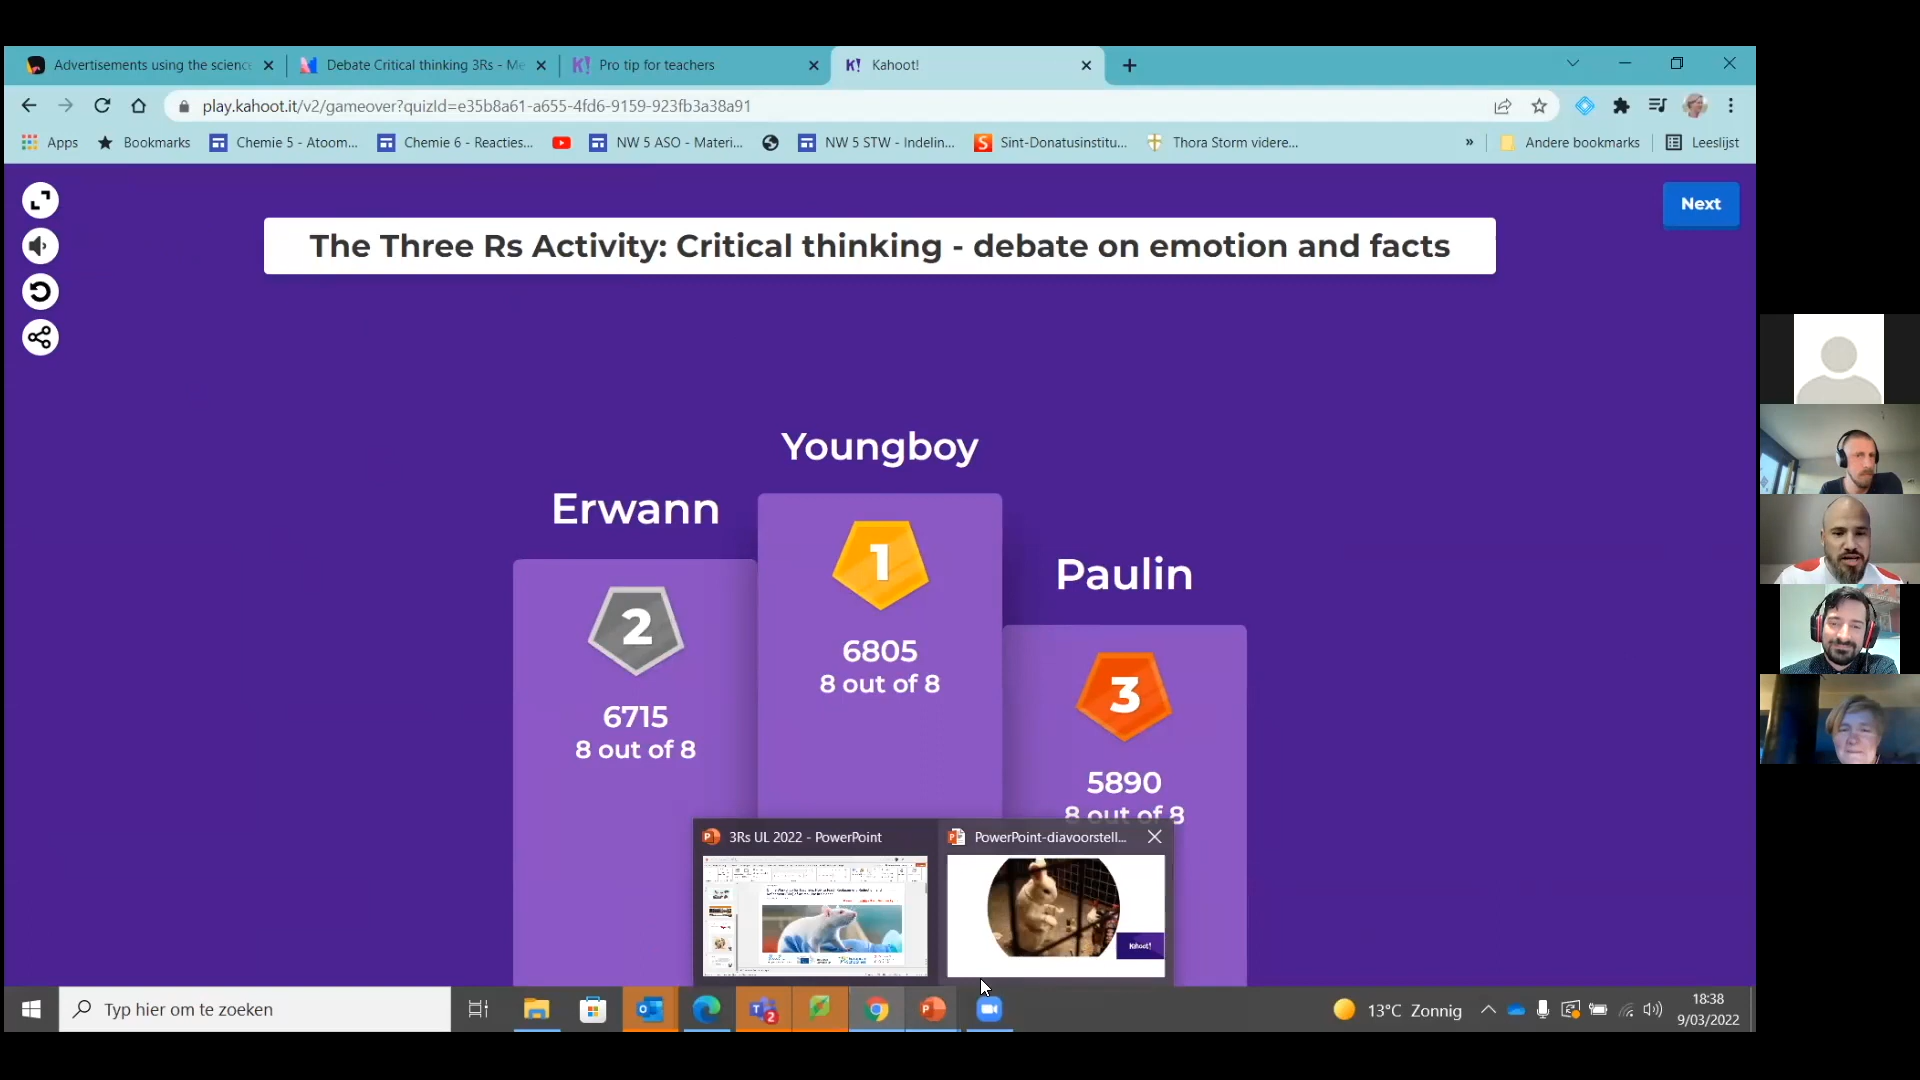 Advertisements using the science
Debate Critical thinking 3Rs - Me
K! Pro tip for teachers
K! Kahoot!
play.kahoot.it/v2/gameover?quizId=e35b8a61-a655-4fd6-9159-923fb3a38a91
Apps
Bookmarks
Chemie 5 - Atoom...
Chemie 6 - Reacties...
NW 5 ASO - Materi...
NW 5 STW - Indelin...
Sint-Donatusinstitu...
Thora Storm videre...
»
Andere bookmarks
Leeslijst
Next
The Three Rs Activity: Critical thinking - debate on emotion and facts
Youngboy
Erwann
Paulin
1
6805
8 out of 8
2
6715
8 out of 8
3
5890
8 out of 8
3Rs UL 2022 - PowerPoint
PowerPoint-diavoorstell...
Kahoot!
Typ hier om te zoeken
2
13°C Zonnig
18:38
9/03/2022